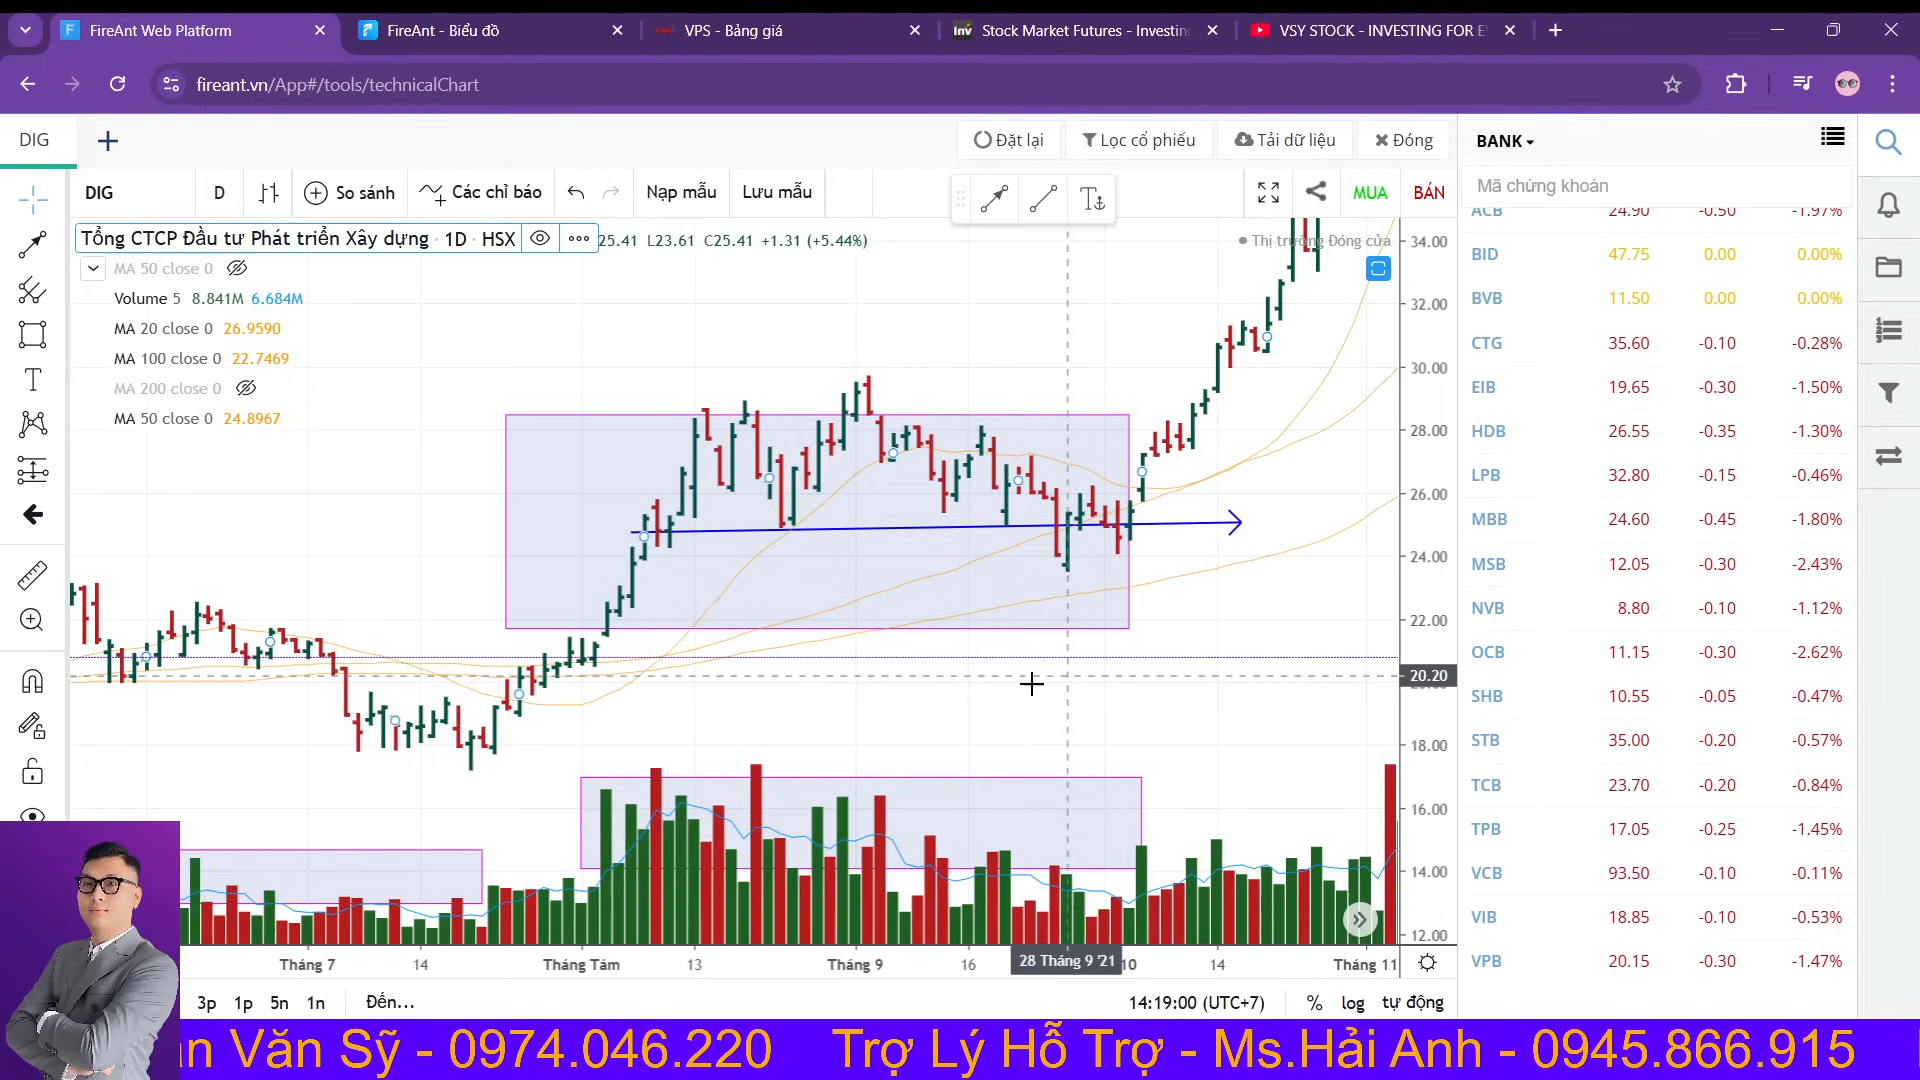 FireAnt Web Platform
FireAnt - Biểu đồ
VPS - Bảng giá
Stock Market Futures - Investing
VSY STOCK - INVESTING FOR E
fireant.vn/App#/tools/technicalChart
DIG
Đặt lại
Lọc cổ phiếu
Tải dữ liệu
Đóng
BANK
DIG
D
So sánh
Các chỉ báo
Nạp mẫu
Lưu mẫu
MUA
BÁN
Mã chứng khoán
Tổng CTCP Đầu tư Phát triển Xây dựng · 1D · HSX
25.41 L23.61 C25.41 +1.31 (+5.44%)
Thị trường Đóng cửa
MA 50 close 0
Volume 5 8.841M 6.684M
MA 20 close 0 26.9590
MA 100 close 0 22.7469
MA 200 close 0
MA 50 close 0 24.8967
34.00
32.00
30.00
28.00
26.00
24.00
22.00
20.20
18.00
16.00
14.00
12.00
ACB 24.90 -0.50 -1.97%
BID 47.75 0.00 0.00%
BVB 11.50 0.00 0.00%
CTG 35.60 -0.10 -0.28%
EIB 19.65 -0.30 -1.50%
HDB 26.55 -0.35 -1.30%
LPB 32.80 -0.15 -0.46%
MBB 24.60 -0.45 -1.80%
MSB 12.05 -0.30 -2.43%
NVB 8.80 -0.10 -1.12%
OCB 11.15 -0.30 -2.62%
SHB 10.55 -0.05 -0.47%
STB 35.00 -0.20 -0.57%
TCB 23.70 -0.20 -0.84%
TPB 17.05 -0.25 -1.45%
VCB 93.50 -0.10 -0.11%
VIB 18.85 -0.10 -0.53%
VPB 20.15 -0.30 -1.47%
Tháng 7
14
Tháng Tám
13
Tháng 9
16
28 Tháng 9 '21
10
14
Tháng 11
3p
1p
5n
1n
Đến...
14:19:00 (UTC+7)
%
log
tự động
n Văn Sỹ - 0974.046.220 Trợ Lý Hỗ Trợ - Ms.Hải Anh - 0945.866.915